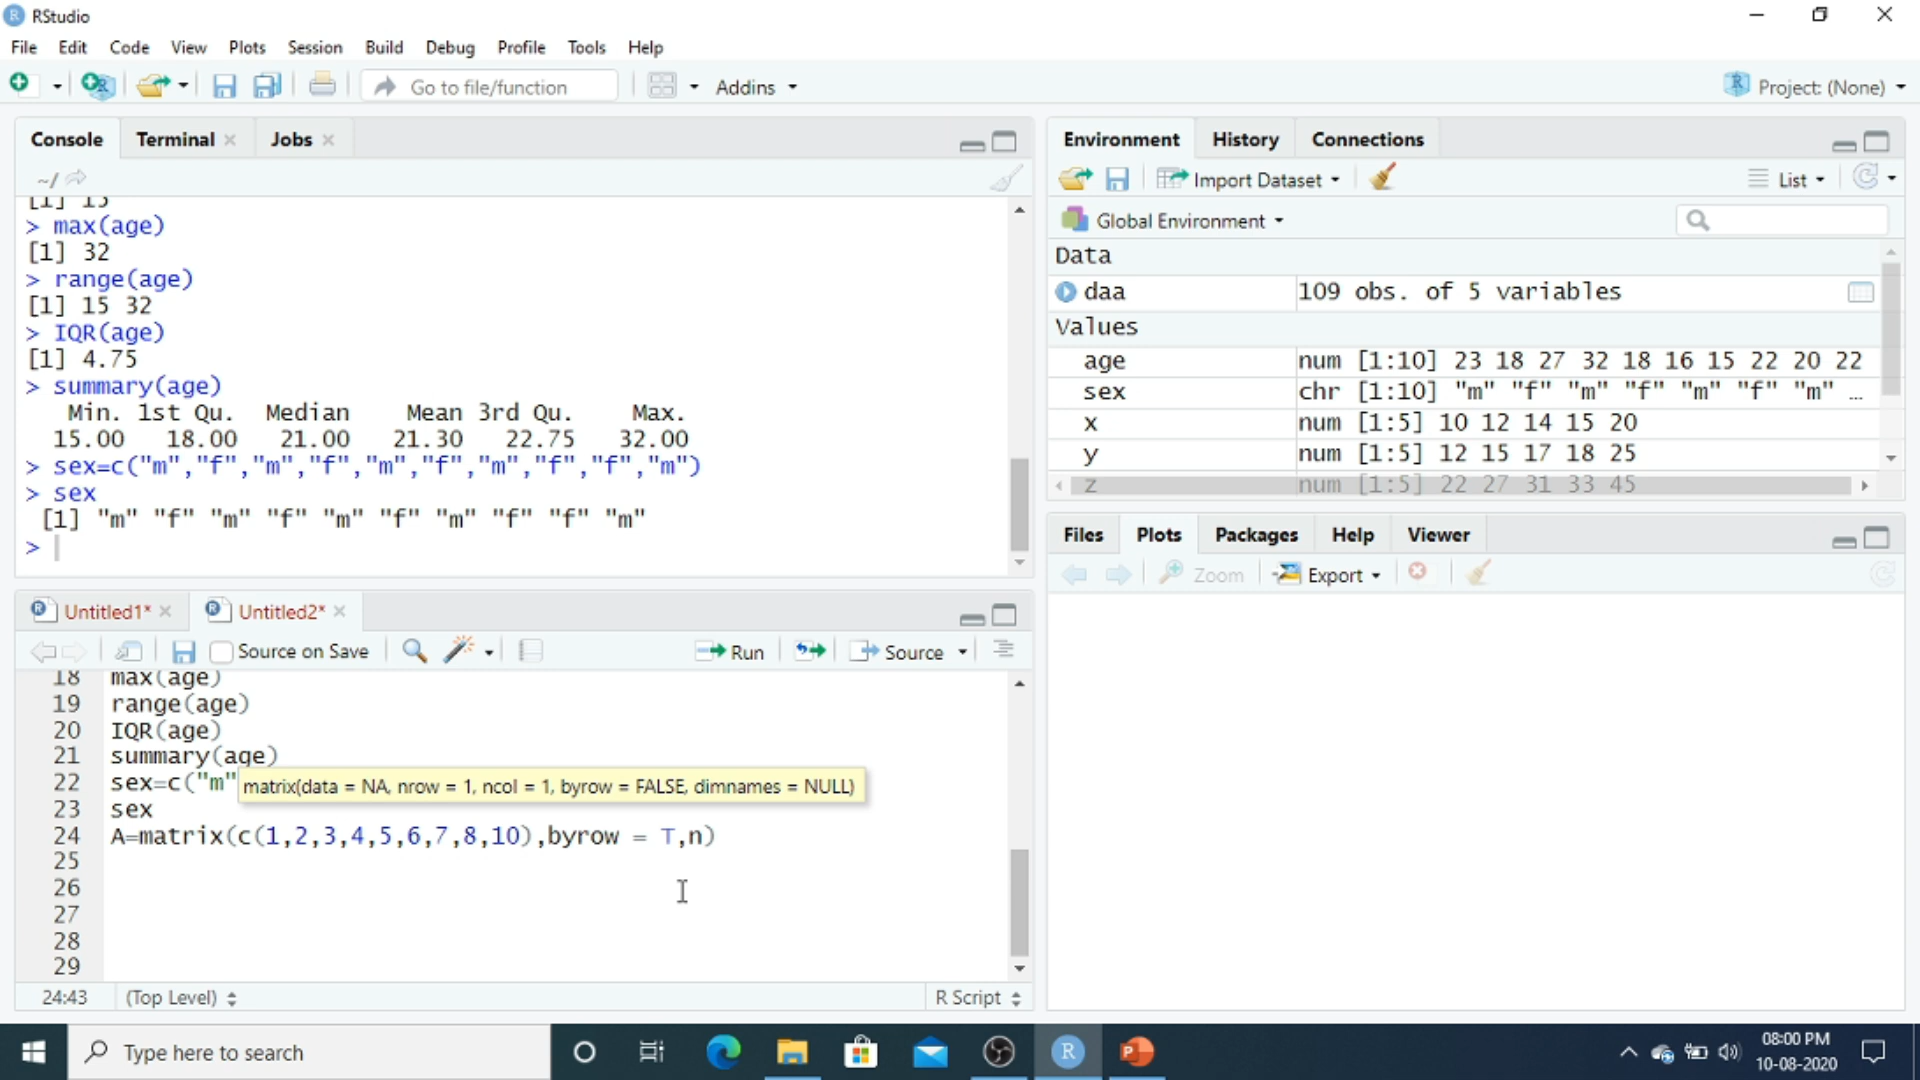 RStudio
File Edit Code View Plots Session Build Debug Profile Tools Help
Go to file/function Addins Project: (None)
Console Terminal Jobs
~/
[1] 15
> max(age)
[1] 32
> range(age)
[1] 15 32
> IQR(age)
[1] 4.75
> summary(age)
Min. 1st Qu. Median Mean 3rd Qu. Max.
15.00 18.00 21.00 21.30 22.75 32.00
> sex=c("m","f","m","f","m","f","m","f","f","m")
> sex
[1] "m" "f" "m" "f" "m" "f" "m" "f" "f" "m"
>
Untitled1* Untitled2*
Source on Save Run Source
18 max(age)
19 range(age)
20 IQR(age)
21 summary(age)
22 sex=c("m"
matrix(data = NA, nrow = 1, ncol = 1, byrow = FALSE, dimnames = NULL)
23 sex
24 A=matrix(c(1,2,3,4,5,6,7,8,10),byrow = T,n)
25
26
27
28
29
24:43 (Top Level) R Script
Environment History Connections
Import Dataset List
Global Environment
Data
daa 109 obs. of 5 variables
Values
age num [1:10] 23 18 27 32 18 16 15 22 20 22
sex chr [1:10] "m" "f" "m" "f" "m" "f" "m" ...
x num [1:5] 10 12 14 15 20
y num [1:5] 12 15 17 18 25
z num [1:5] 22 27 31 33 45
Files Plots Packages Help Viewer
Zoom Export
Type here to search
08:00 PM
10-08-2020